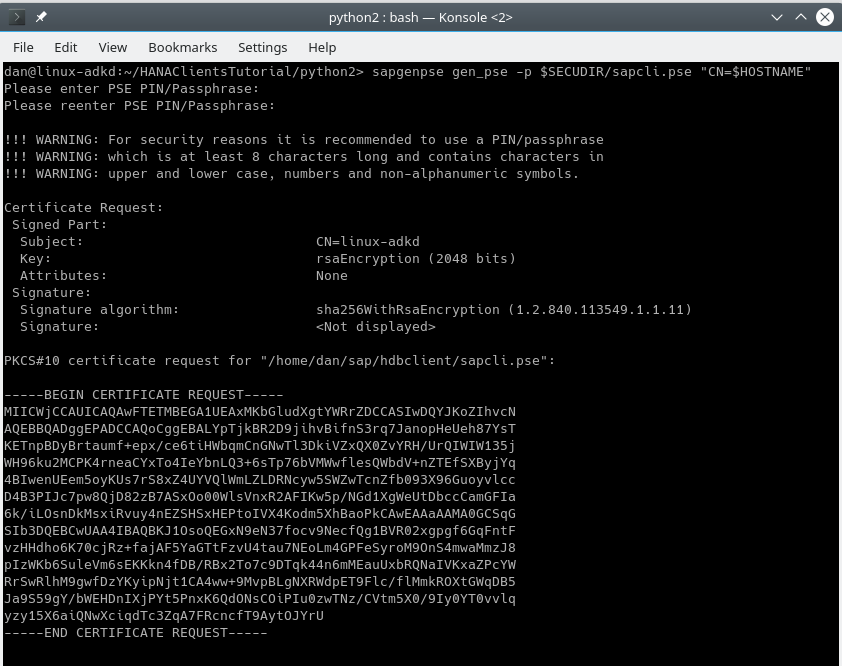 python2 : bash — Konsole <2>
File Edit View Bookmarks Settings Help
dan@linux-adkd:~/HANAClientsTutorial/python2> sapgenpse gen_pse -p $SECUDIR/sapcli.pse "CN=$HOSTNAME"
Please enter PSE PIN/Passphrase:
Please reenter PSE PIN/Passphrase:
!!! WARNING: For security reasons it is recommended to use a PIN/passphrase
!!! WARNING: which is at least 8 characters long and contains characters in
!!! WARNING: upper and lower case, numbers and non-alphanumeric symbols.
Certificate Request:
Signed Part:
Subject: CN=linux-adkd
Key: rsaEncryption (2048 bits)
Attributes: None
Signature:
Signature algorithm: sha256WithRsaEncryption (1.2.840.113549.1.1.11)
Signature: <Not displayed>
PKCS#10 certificate request for "/home/dan/sap/hdbclient/sapcli.pse":
-----BEGIN CERTIFICATE REQUEST-----
MIICWjCCAUICAQAwFTETMBEGA1UEAxMKbGludXgtYWRrZDCCASIwDQYJKoZIhvcN
AQEBBQADggEPADCCAQoCggEBALYpTjkBR2D9jihvBifnS3rq7JanopHeUeh87YsT
KETnpBDyBrtaumf+epx/ce6tiHWbqmCnGNwTl3DkiVZxQX0ZvYRH/UrQIWIW135j
WH96ku2MCPK4rneaCYxTo4IeYbnLQ3+6sTp76bVMWwflesQWbdV+nZTEfSXByjYq
4BIwenUEem5oyKUs7rS8xZ4UYVQlWmLZLDRNcyw5SWZwTcnZfb093X96Guoyvlcc
D4B3PIJc7pw8QjD82zB7ASxOo00WlsVnxR2AFIKw5p/NGd1XgWeUtDbccCamGFIa
6k/iLOsnDkMsxiRvuy4nEZSHSxHEPtoIVX4Kodm5XhBaoPkCAwEAAaAAMA0GCSqG
SIb3DQEBCwUAA4IBAQBKJ1OsoQEGxN9eN37focv9NecfQg1BVR02xgpgf6GqFntF
vzHHdho6K70cjRz+fajAF5YaGTtFzvU4tau7NEoLm4GPFeSyroM9OnS4mwaMmzJ8
pIzWKb6SuleVm6sEKKkn4fDB/RBx2To7c9DTqk44n6mMEauUxbRQNaIVKxaZPcYW
RrSwRlhM9gwfDzYKyipNjt1CA4ww+9MvpBLgNXRWdpET9Flc/flMmkROXtGWqDB5
Ja9S59gY/bWEHDnIXjPYt5PnxK6QdONsCOiPIu0zwTNz/CVtm5X0/9Iy0YT0vvlq
yzy15X6aiQNwXciqdTc3ZqA7FRcncfT9AytOJYrU
-----END CERTIFICATE REQUEST-----